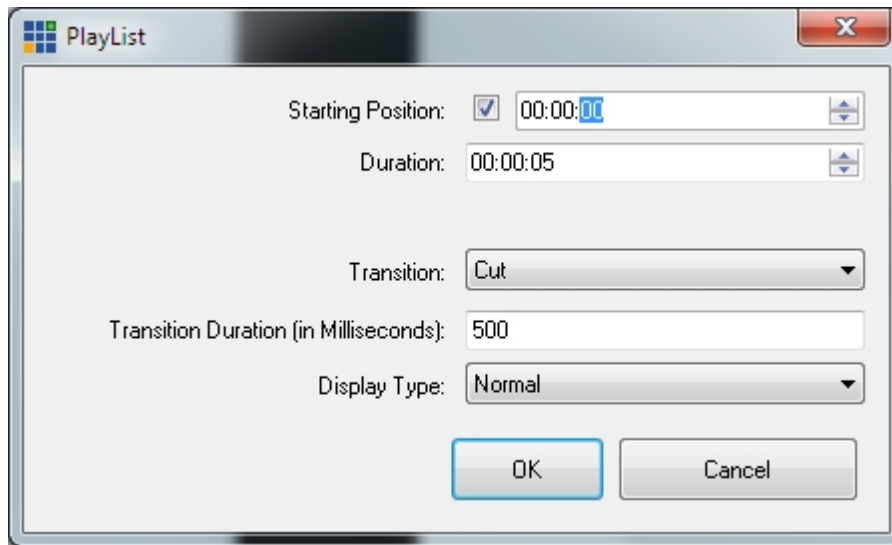 PlayList
Starting Position: 00:00:00
Duration: 00:00:05
Transition: Cut
Transition Duration (in Milliseconds): 500
Display Type: Normal
OK Cancel